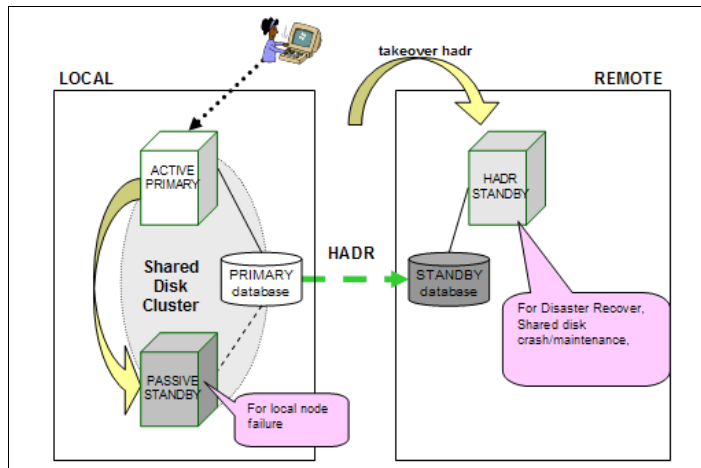 takeover hadr
LOCAL
REMOTE
ACTIVE
PRIMARY
HADR
STANDBY
Shared
Disk
Cluster
PRIMARY
database
HADR
STANDBY
database
For Disaster Recover,
Shared disk
crash/maintenance,
PASSIVE
STANDBY
For local node
failure